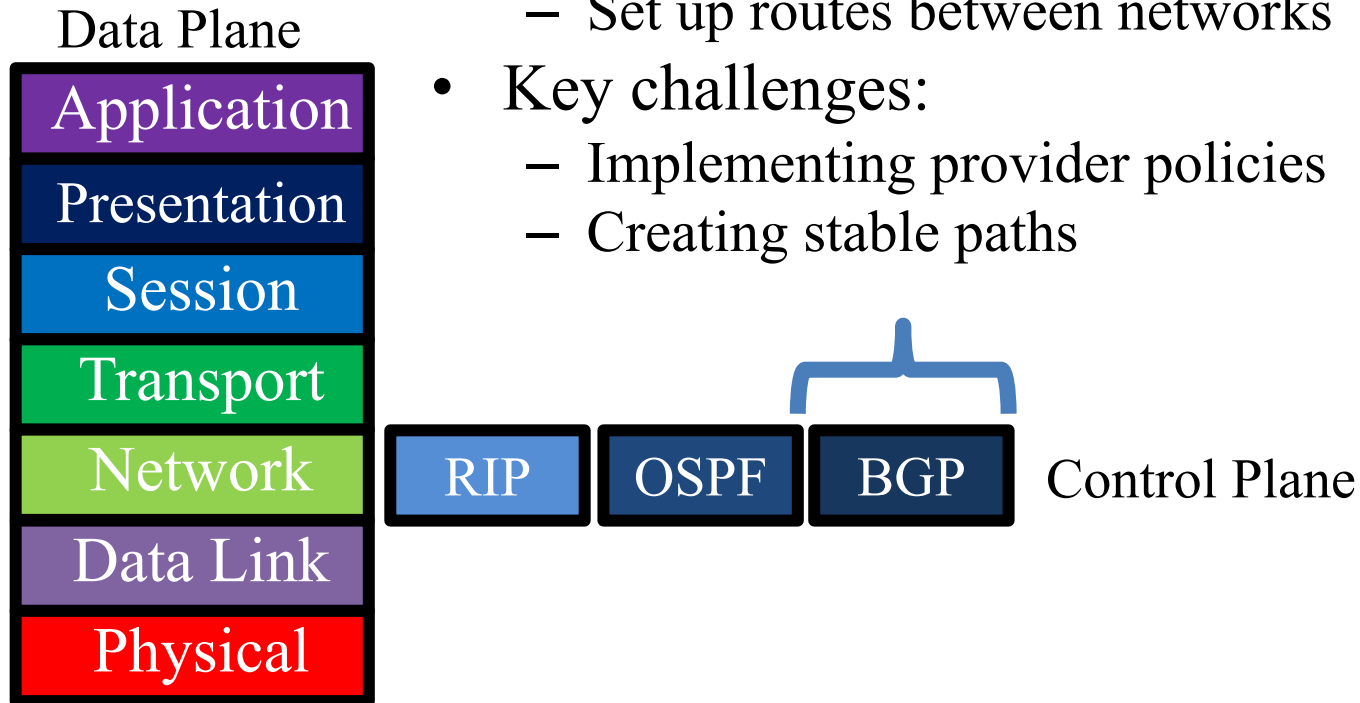 – Set up routes between networks
Data Plane
• Key challenges:
– Implementing provider policies
– Creating stable paths
Application
Presentation
Session
Transport
Network
RIP
OSPF
BGP
Control Plane
Data Link
Physical